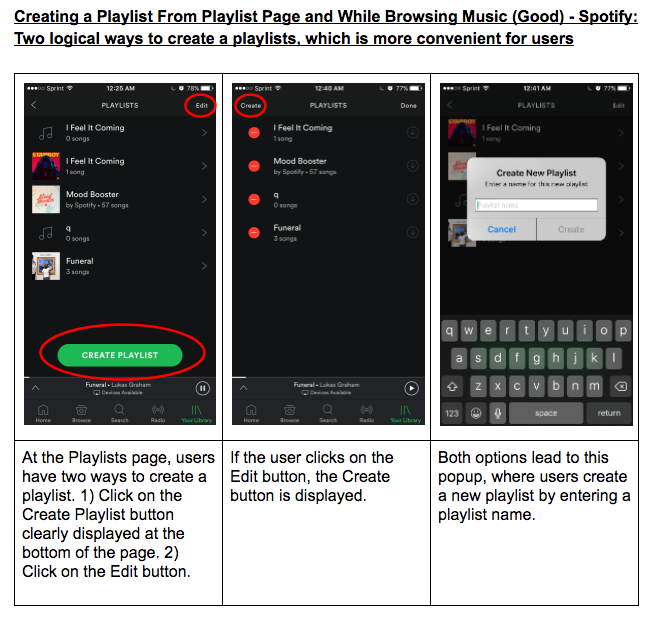 Creating a Playlist From Playlist Page and While Browsing Music (Good) - Spotify:
Two logical ways to create a playlists, which is more convenient for users
Sprint 12:25 AM 78%
PLAYLISTS Edit
I Feel It Coming
0 songs
STARBOY
I Feel It Coming
1 song
Mood Booster
by Spotify • 57 songs
q
0 songs
Funeral
3 songs
CREATE PLAYLIST
Funeral • Lukas Graham
Devices Available
Home Browse Search Radio Your Library
Sprint 12:40 AM 77%
Create PLAYLISTS Done
I Feel It Coming
1 song
Mood Booster
by Spotify • 57 songs
q
0 songs
Funeral
3 songs
Funeral • Lukas Graham
Devices Available
Home Browse Search Radio Your Library
Sprint 12:41 AM 77%
PLAYLISTS Edit
I Feel It Coming
1 song
Create New Playlist
Enter a name for this new playlist
Playlist name
Cancel Create
3 songs
q w e r t y u i o p
a s d f g h j k l
z x c v b n m
123 space return
At the Playlists page, users
have two ways to create a
playlist. 1) Click on the
Create Playlist button
clearly displayed at the
bottom of the page. 2)
Click on the Edit button.
If the user clicks on the
Edit button, the Create
button is displayed.
Both options lead to this
popup, where users create
a new playlist by entering a
playlist name.